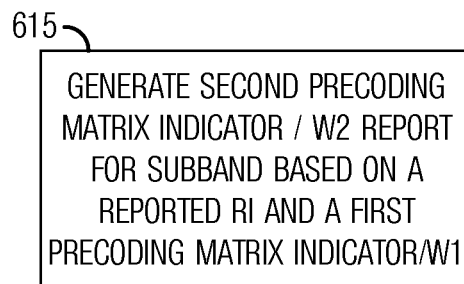 615
GENERATE SECOND PRECODING
MATRIX INDICATOR / W2 REPORT
FOR SUBBAND BASED ON A
REPORTED RI AND A FIRST
PRECODING MATRIX INDICATOR/W1